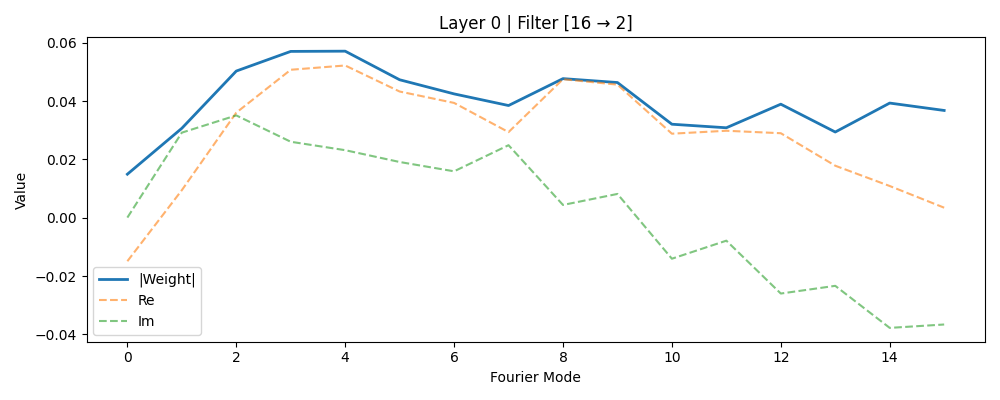 Layer 0 | Filter [16 → 2]
0.06
0.04
0.02
0.00
−0.02
−0.04
Value
|Weight|
Re
Im
0 2 4 6 8 10 12 14
Fourier Mode